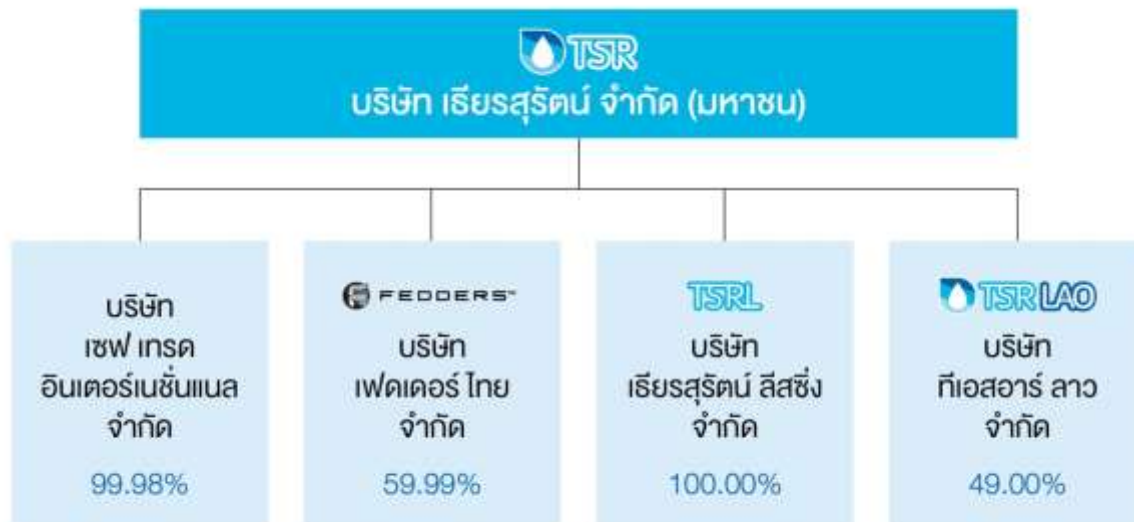 TSR
บริษัท เธียรสุรัตน์ จำกัด (มหาชน)
บริษัท
เซฟ เทรด
อินเตอร์เนชั่นแนล
จำกัด
99.98%
FEDDERS™
บริษัท
เฟดเดอร์ ไทย
จำกัด
59.99%
TSRL
บริษัท
เธียรสุรัตน์ ลีสซิ่ง
จำกัด
100.00%
TSR LAO
บริษัท
ทีเอสอาร์ ลาว
จำกัด
49.00%